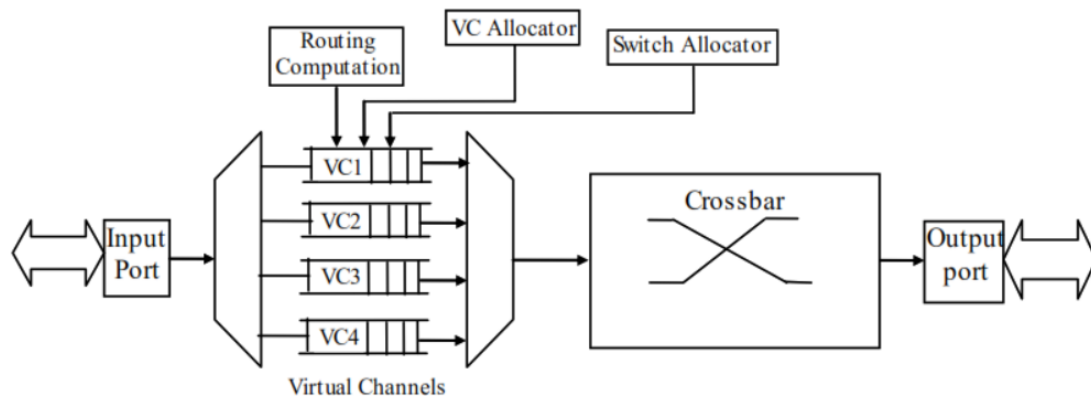 Routing
Computation
VC Allocator
Switch Allocator
VC1
VC2
VC3
VC4
Virtual Channels
Input
Port
Crossbar
Output
port